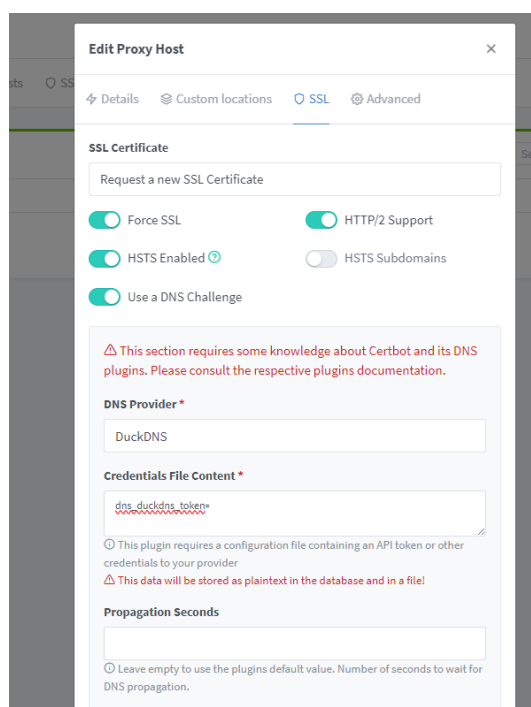 Edit Proxy Host ×
sts SS
Details Custom locations SSL Advanced
SSL Certificate
Se
Request a new SSL Certificate
Force SSL HTTP/2 Support
HSTS Enabled HSTS Subdomains
Use a DNS Challenge
This section requires some knowledge about Certbot and its DNS
plugins. Please consult the respective plugins documentation.
DNS Provider *
DuckDNS
Credentials File Content *
dns_duckdns_token=
This plugin requires a configuration file containing an API token or other
credentials to your provider
This data will be stored as plaintext in the database and in a file!
Propagation Seconds
Leave empty to use the plugins default value. Number of seconds to wait for
DNS propagation.